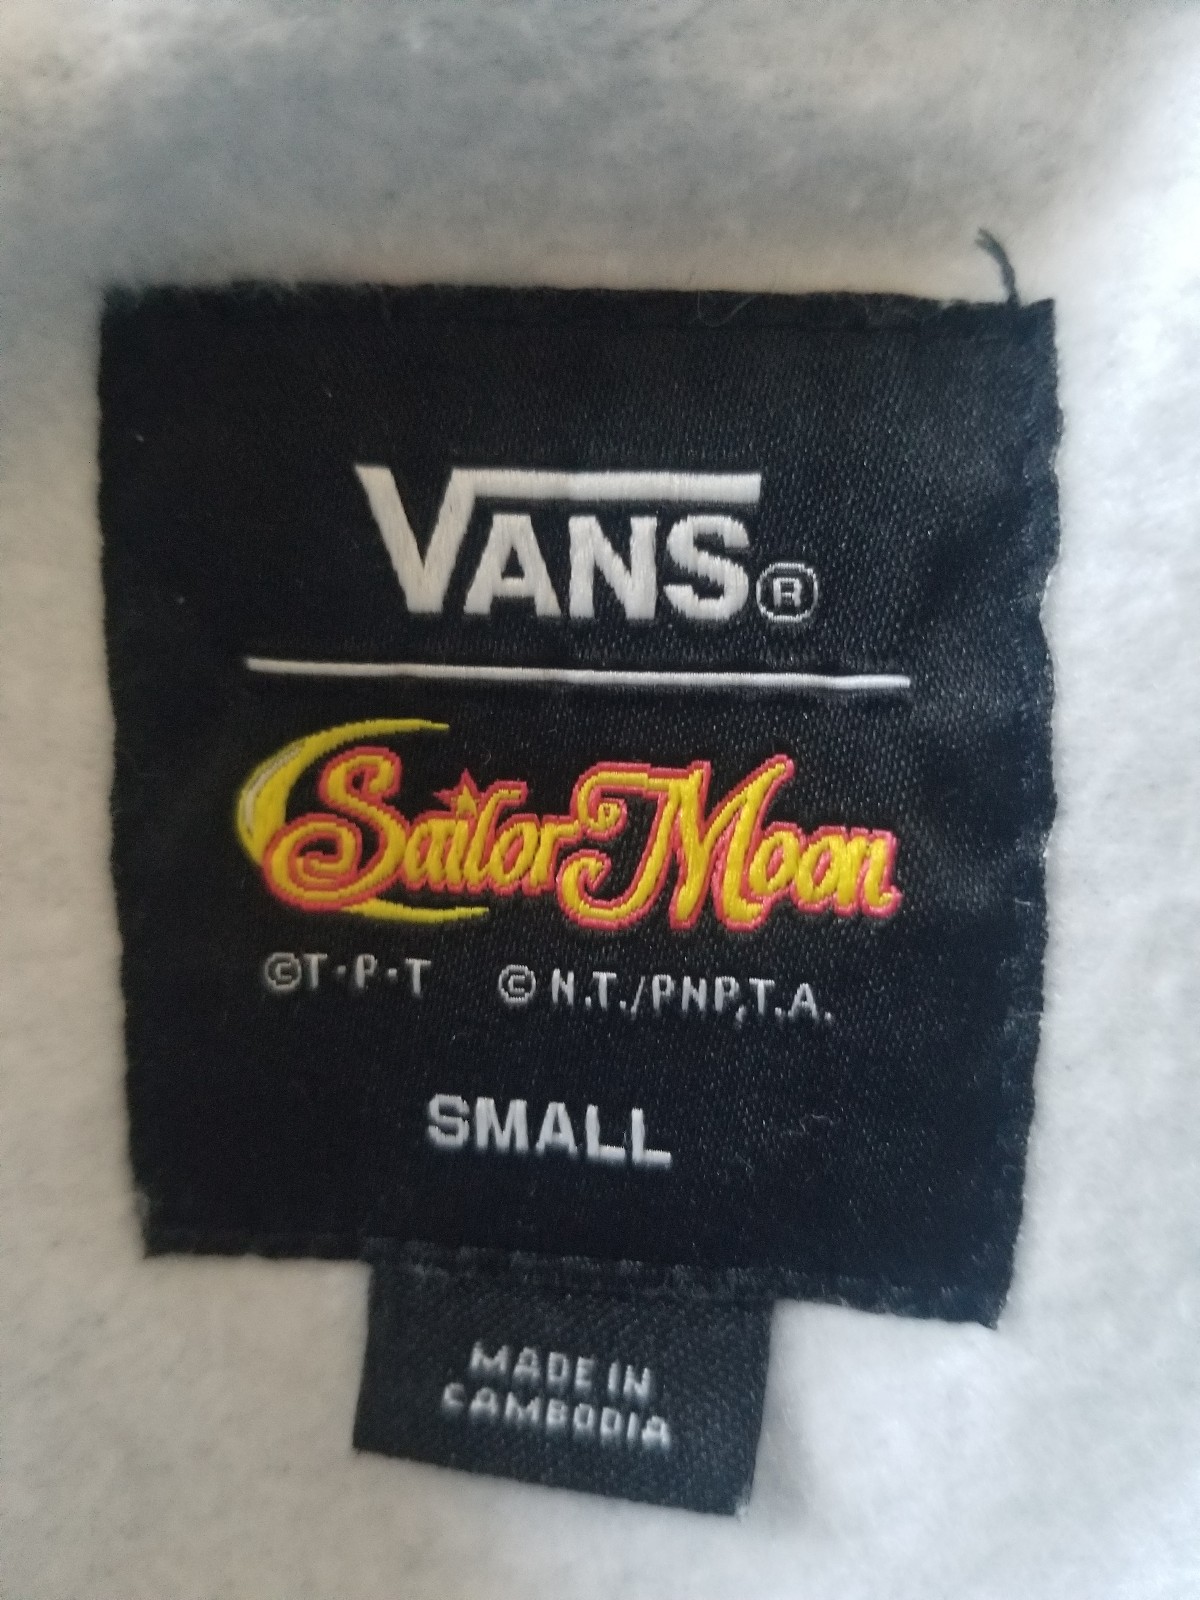 VANS®
Sailor Moon
©T·P·T © N.T./PNP,T.A.
SMALL
MADE IN
CAMBODIA